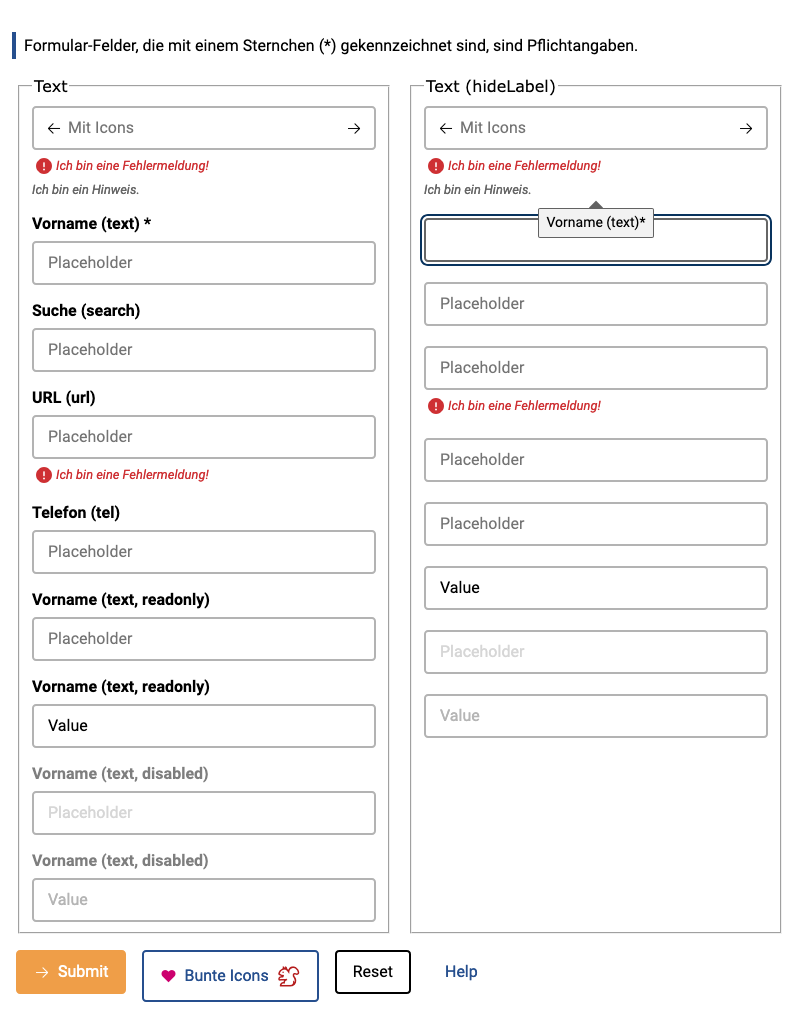 Formular-Felder, die mit einem Sternchen (*) gekennzeichnet sind, sind Pflichtangaben.
Text
Mit Icons
Ich bin eine Fehlermeldung!
Ich bin ein Hinweis.
Vorname (text) *
Placeholder
Suche (search)
Placeholder
URL (url)
Placeholder
Ich bin eine Fehlermeldung!
Telefon (tel)
Placeholder
Vorname (text, readonly)
Placeholder
Vorname (text, readonly)
Value
Vorname (text, disabled)
Placeholder
Vorname (text, disabled)
Value
Text (hideLabel)
Mit Icons
Ich bin eine Fehlermeldung!
Ich bin ein Hinweis.
Vorname (text)*
Placeholder
Placeholder
Ich bin eine Fehlermeldung!
Placeholder
Placeholder
Value
Placeholder
Value
Submit
Bunte Icons
Reset
Help